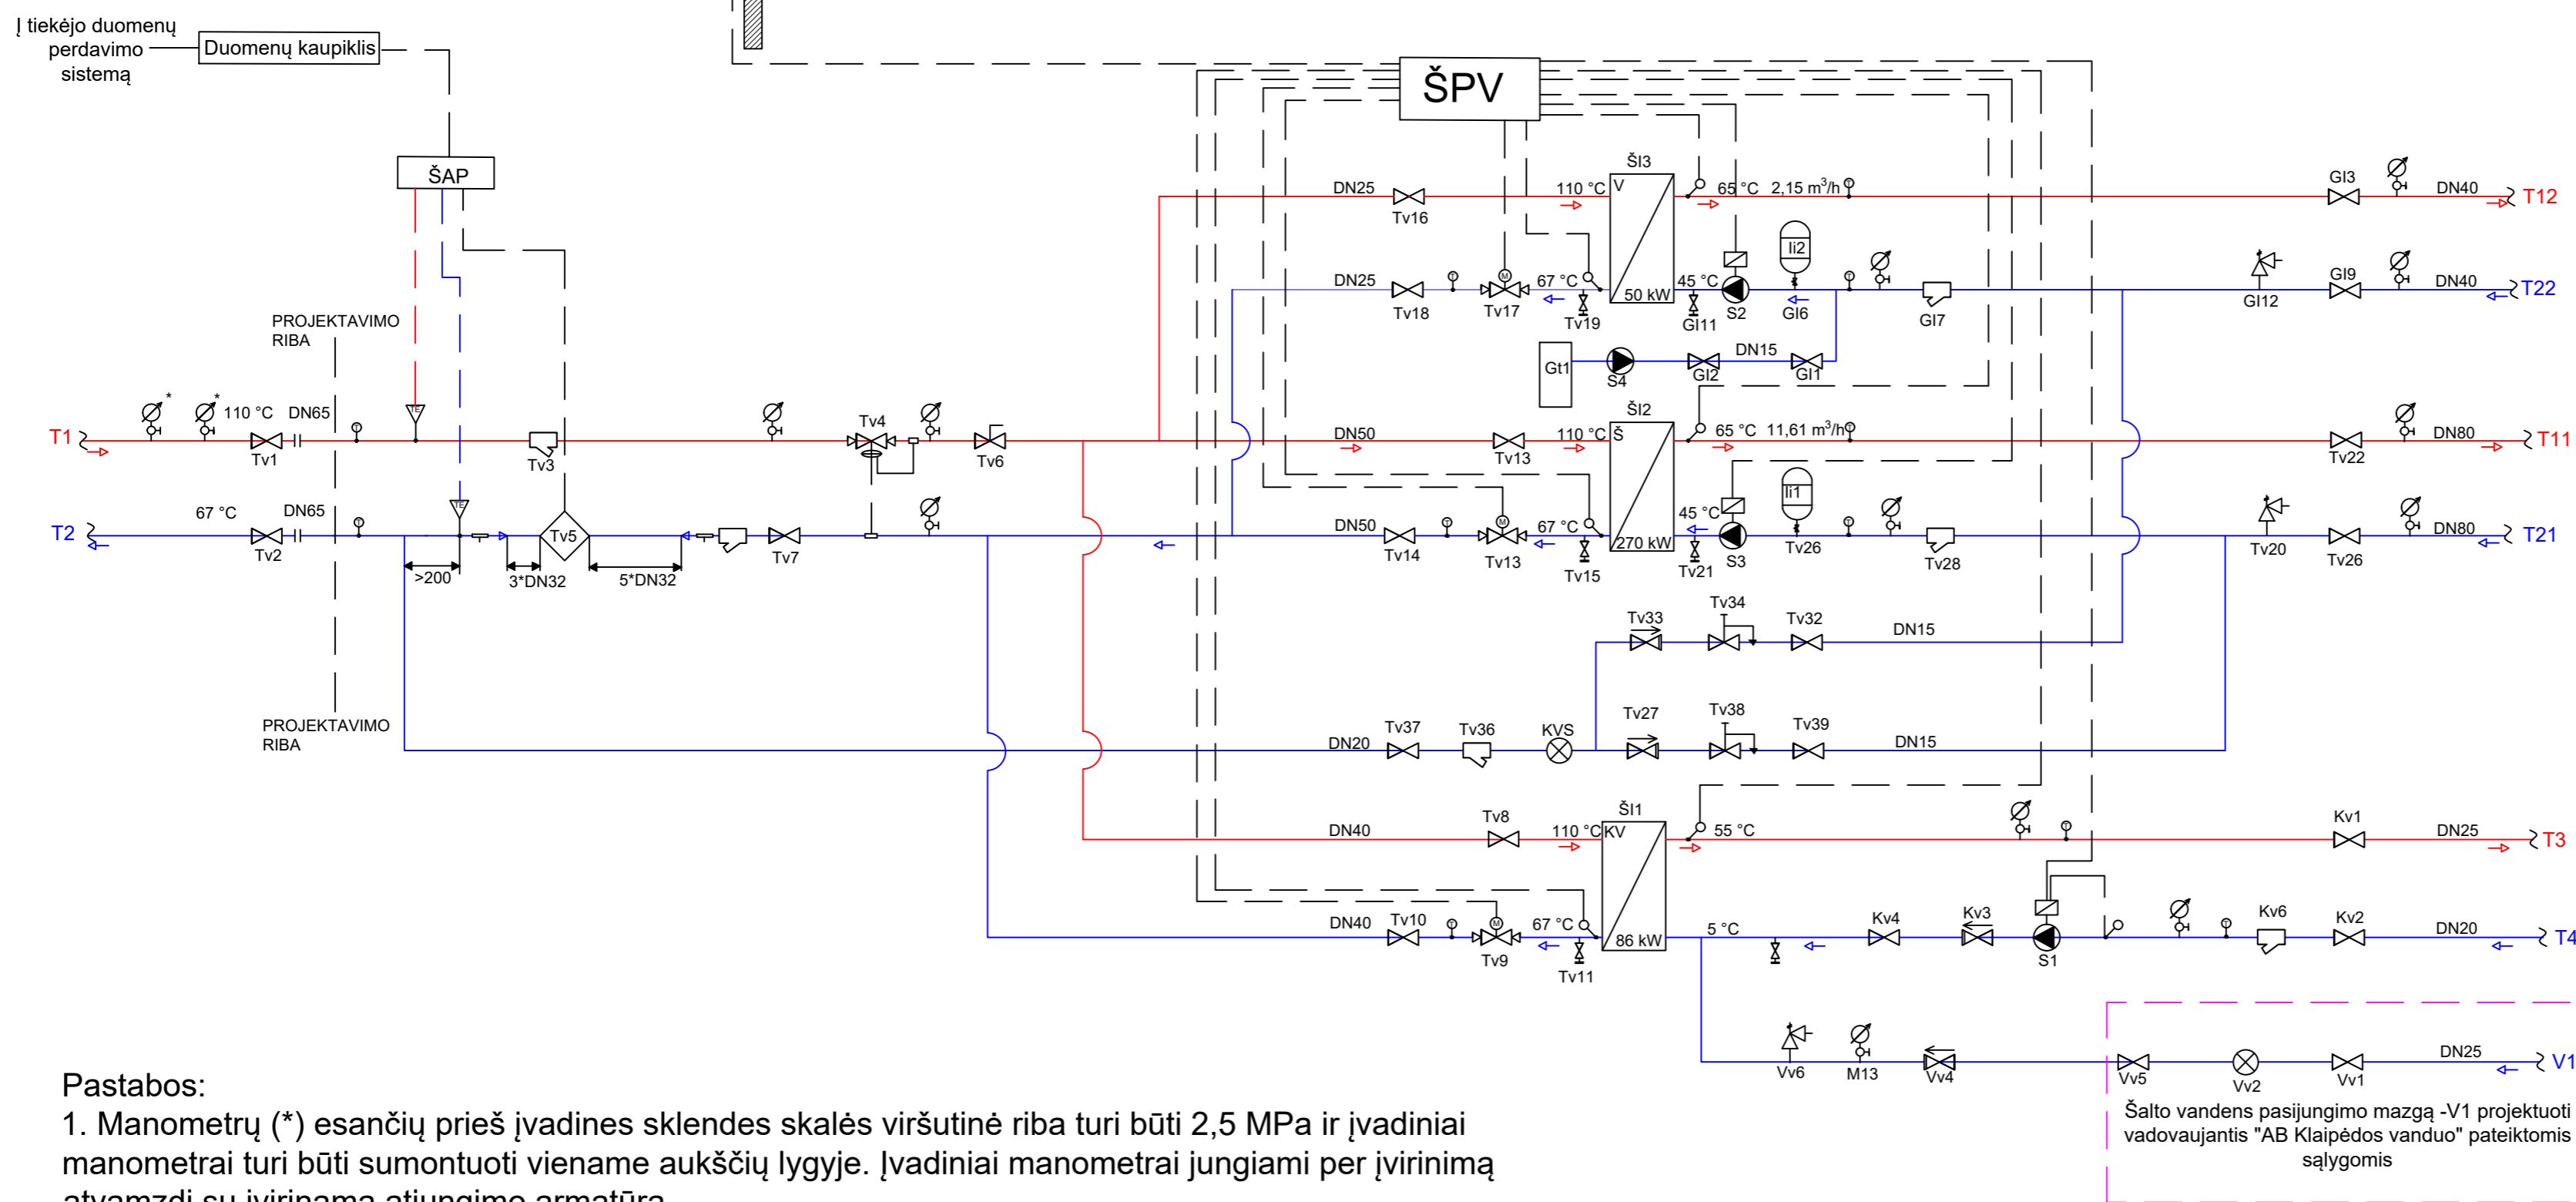 Į tiekėjo duomenų
perdavimo
sistemą
Duomenų kaupiklis
ŠPV
ŠAP
ŠI3
V
DN25
Tv16
110 °C
65 °C
2,15 m³/h
T
GI3
DN40
T12
DN25
Tv18
T
M
Tv17
67 °C
Tv19
50 kW
45 °C
GI11
S2
Ii2
GI6
T
GI7
GI12
GI9
DN40
T22
Gt1
S4
GI2
DN15
GI1
PROJEKTAVIMO
RIBA
T1
*
*
110 °C
DN65
Tv1
T
TE
Tv3
Tv4
Tv6
DN50
Tv13
110 °C
ŠI2
Š
65 °C
11,61 m³/h
T
Tv22
DN80
T11
T2
67 °C
DN65
Tv2
T
TE
Tv5
Tv7
>200
3*DN32
5*DN32
DN50
Tv14
T
M
Tv13
67 °C
Tv15
270 kW
45 °C
Tv21
S3
Ii1
Tv26
T
Tv28
Tv20
Tv26
DN80
T21
Tv33
Tv34
Tv32
DN15
PROJEKTAVIMO
RIBA
DN20
Tv37
Tv36
KVS
Tv27
Tv38
Tv39
DN15
DN40
Tv8
110 °C
ŠI1
KV
55 °C
T
Kv1
DN25
T3
DN40
Tv10
T
M
Tv9
67 °C
Tv11
86 kW
5 °C
Kv4
Kv3
S1
T
Kv6
Kv2
DN20
T4
Vv6
M13
Vv4
Vv5
Vv2
Vv1
DN25
V1
Šalto vandens pasijungimo mazgą -V1 projektuoti
vadovaujantis "AB Klaipėdos vanduo" pateiktomis
sąlygomis
Pastabos:
1. Manometrų (*) esančių prieš įvadines sklendes skalės viršutinė riba turi būti 2,5 MPa ir įvadiniai
manometrai turi būti sumontuoti viename aukščių lygyje. Įvadiniai manometrai jungiami per įvirinimą
atvamzdį su įvirinama atjungimo armatūra